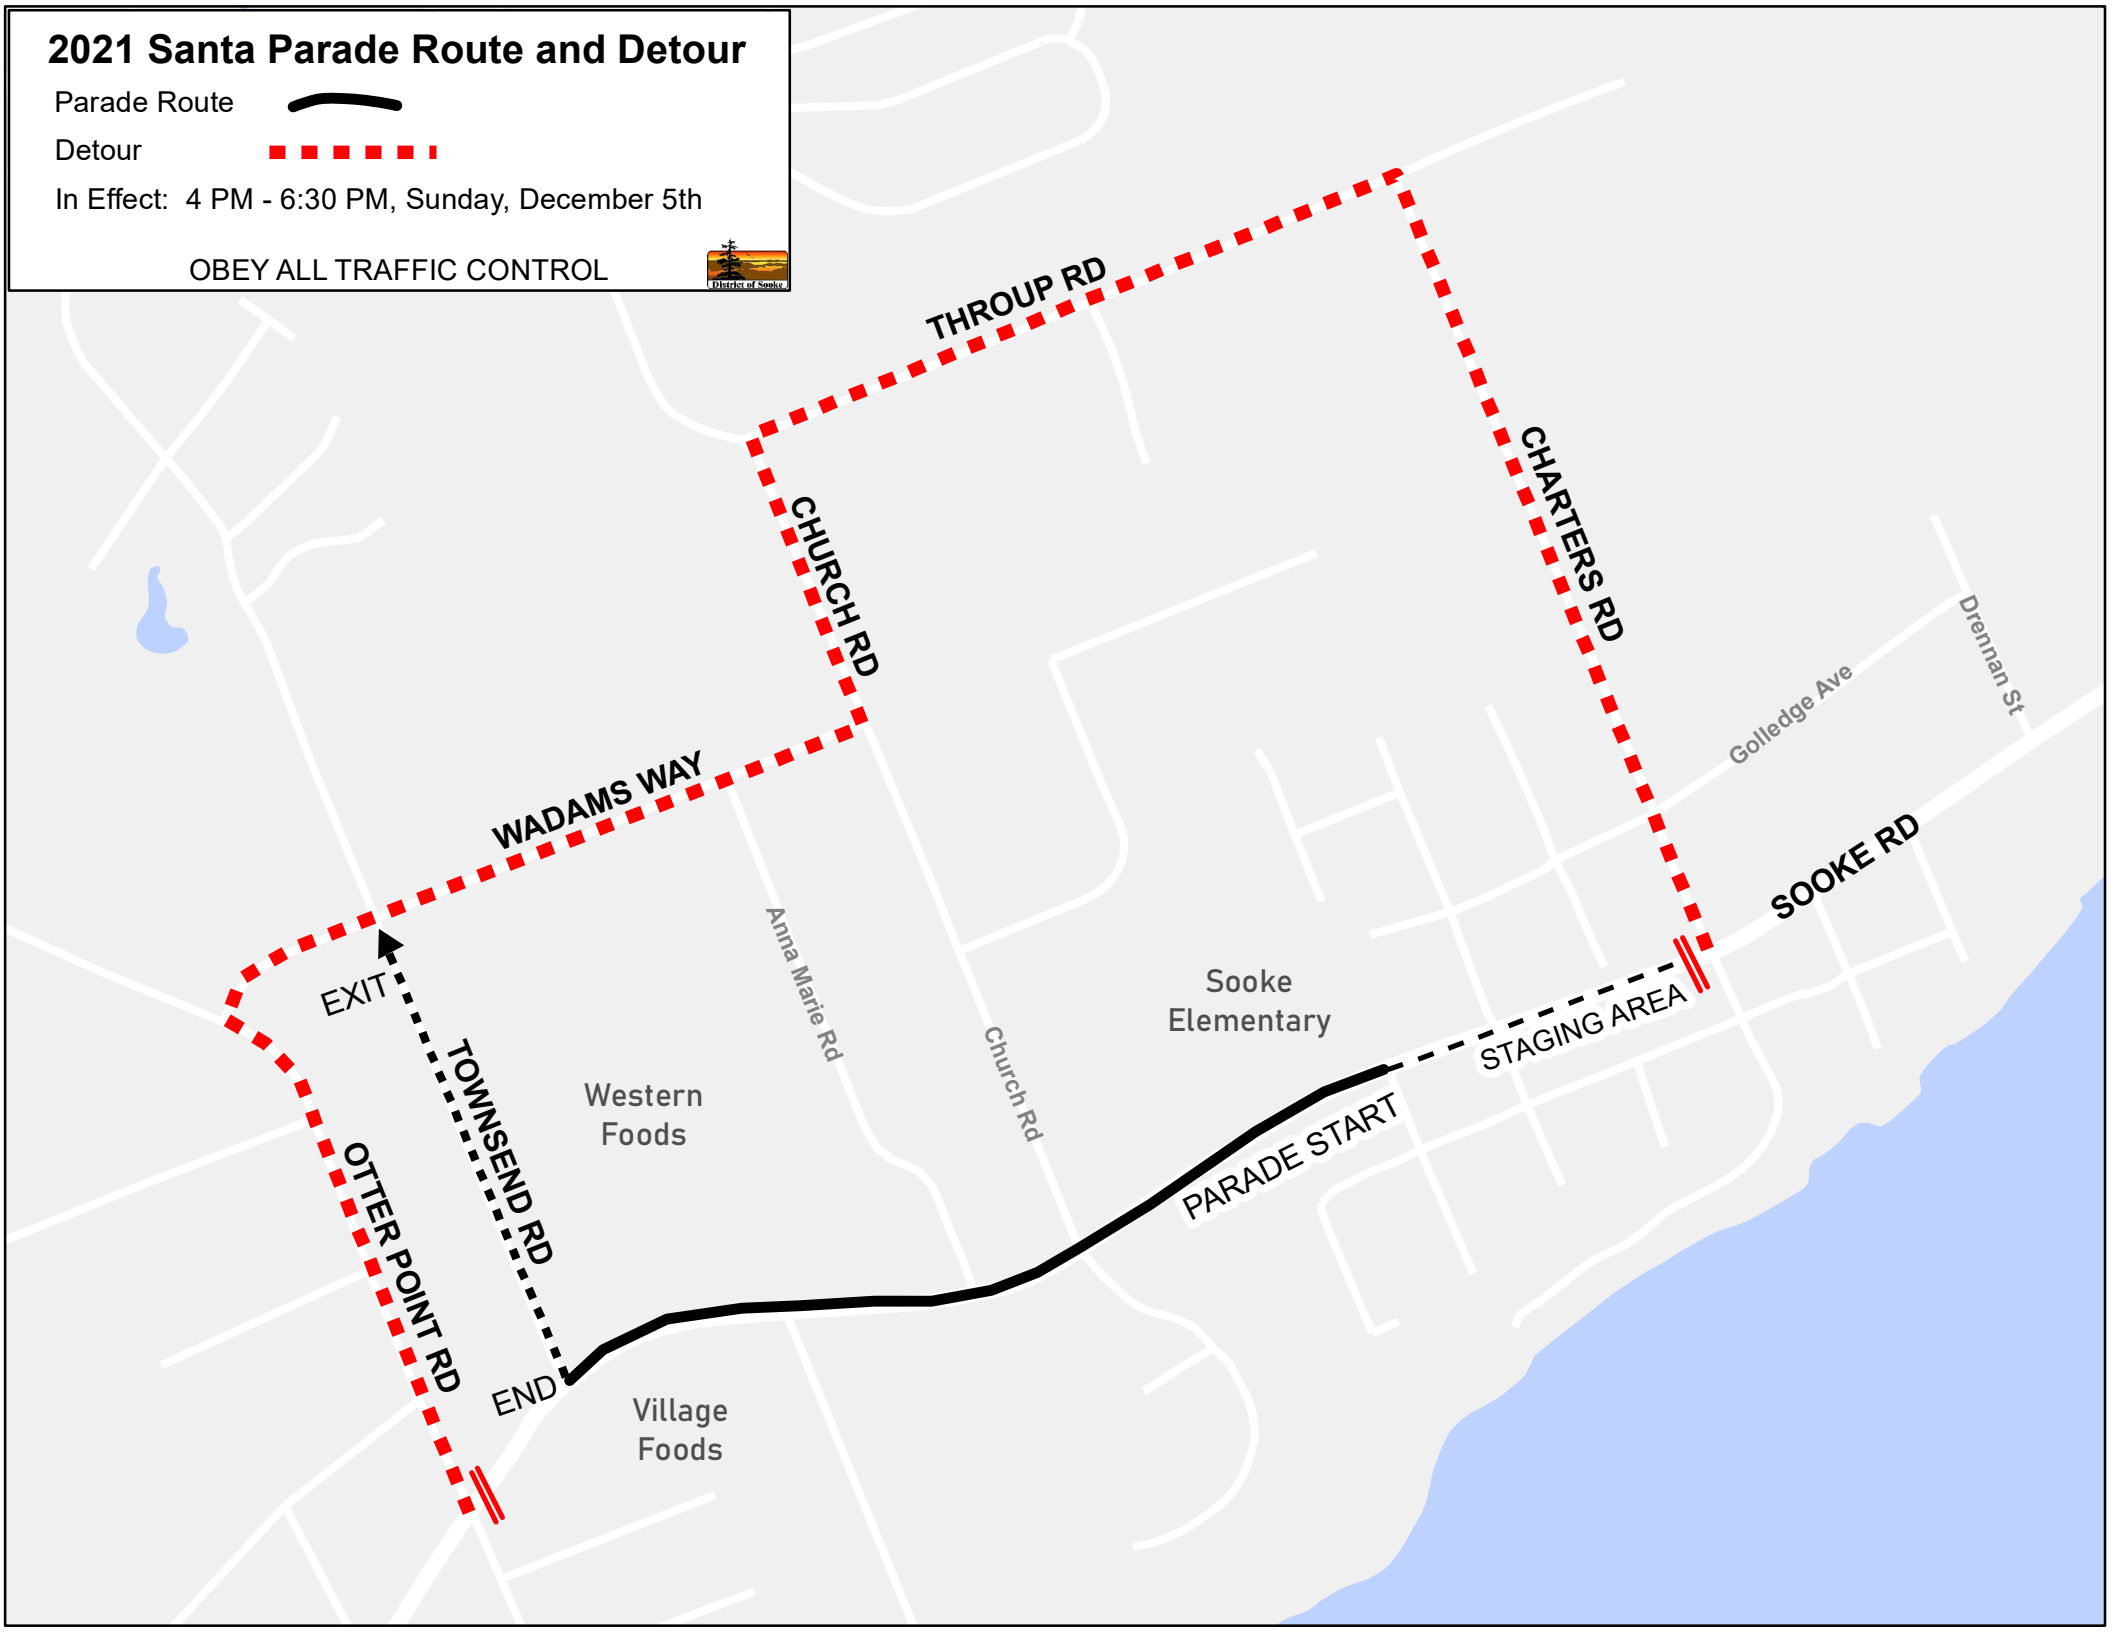 2021 Santa Parade Route and Detour
Parade Route
Detour
In Effect: 4 PM - 6:30 PM, Sunday, December 5th
OBEY ALL TRAFFIC CONTROL
District of Sooke
THROUP RD
CHURCH RD
CHARTERS RD
Drennan St
Golledge Ave
WADAMS WAY
SOOKE RD
Anna Marie Rd
EXIT
Sooke
Elementary
STAGING AREA
Church Rd
TOWNSEND RD
Western
Foods
PARADE START
OTTER POINT RD
END
Village
Foods